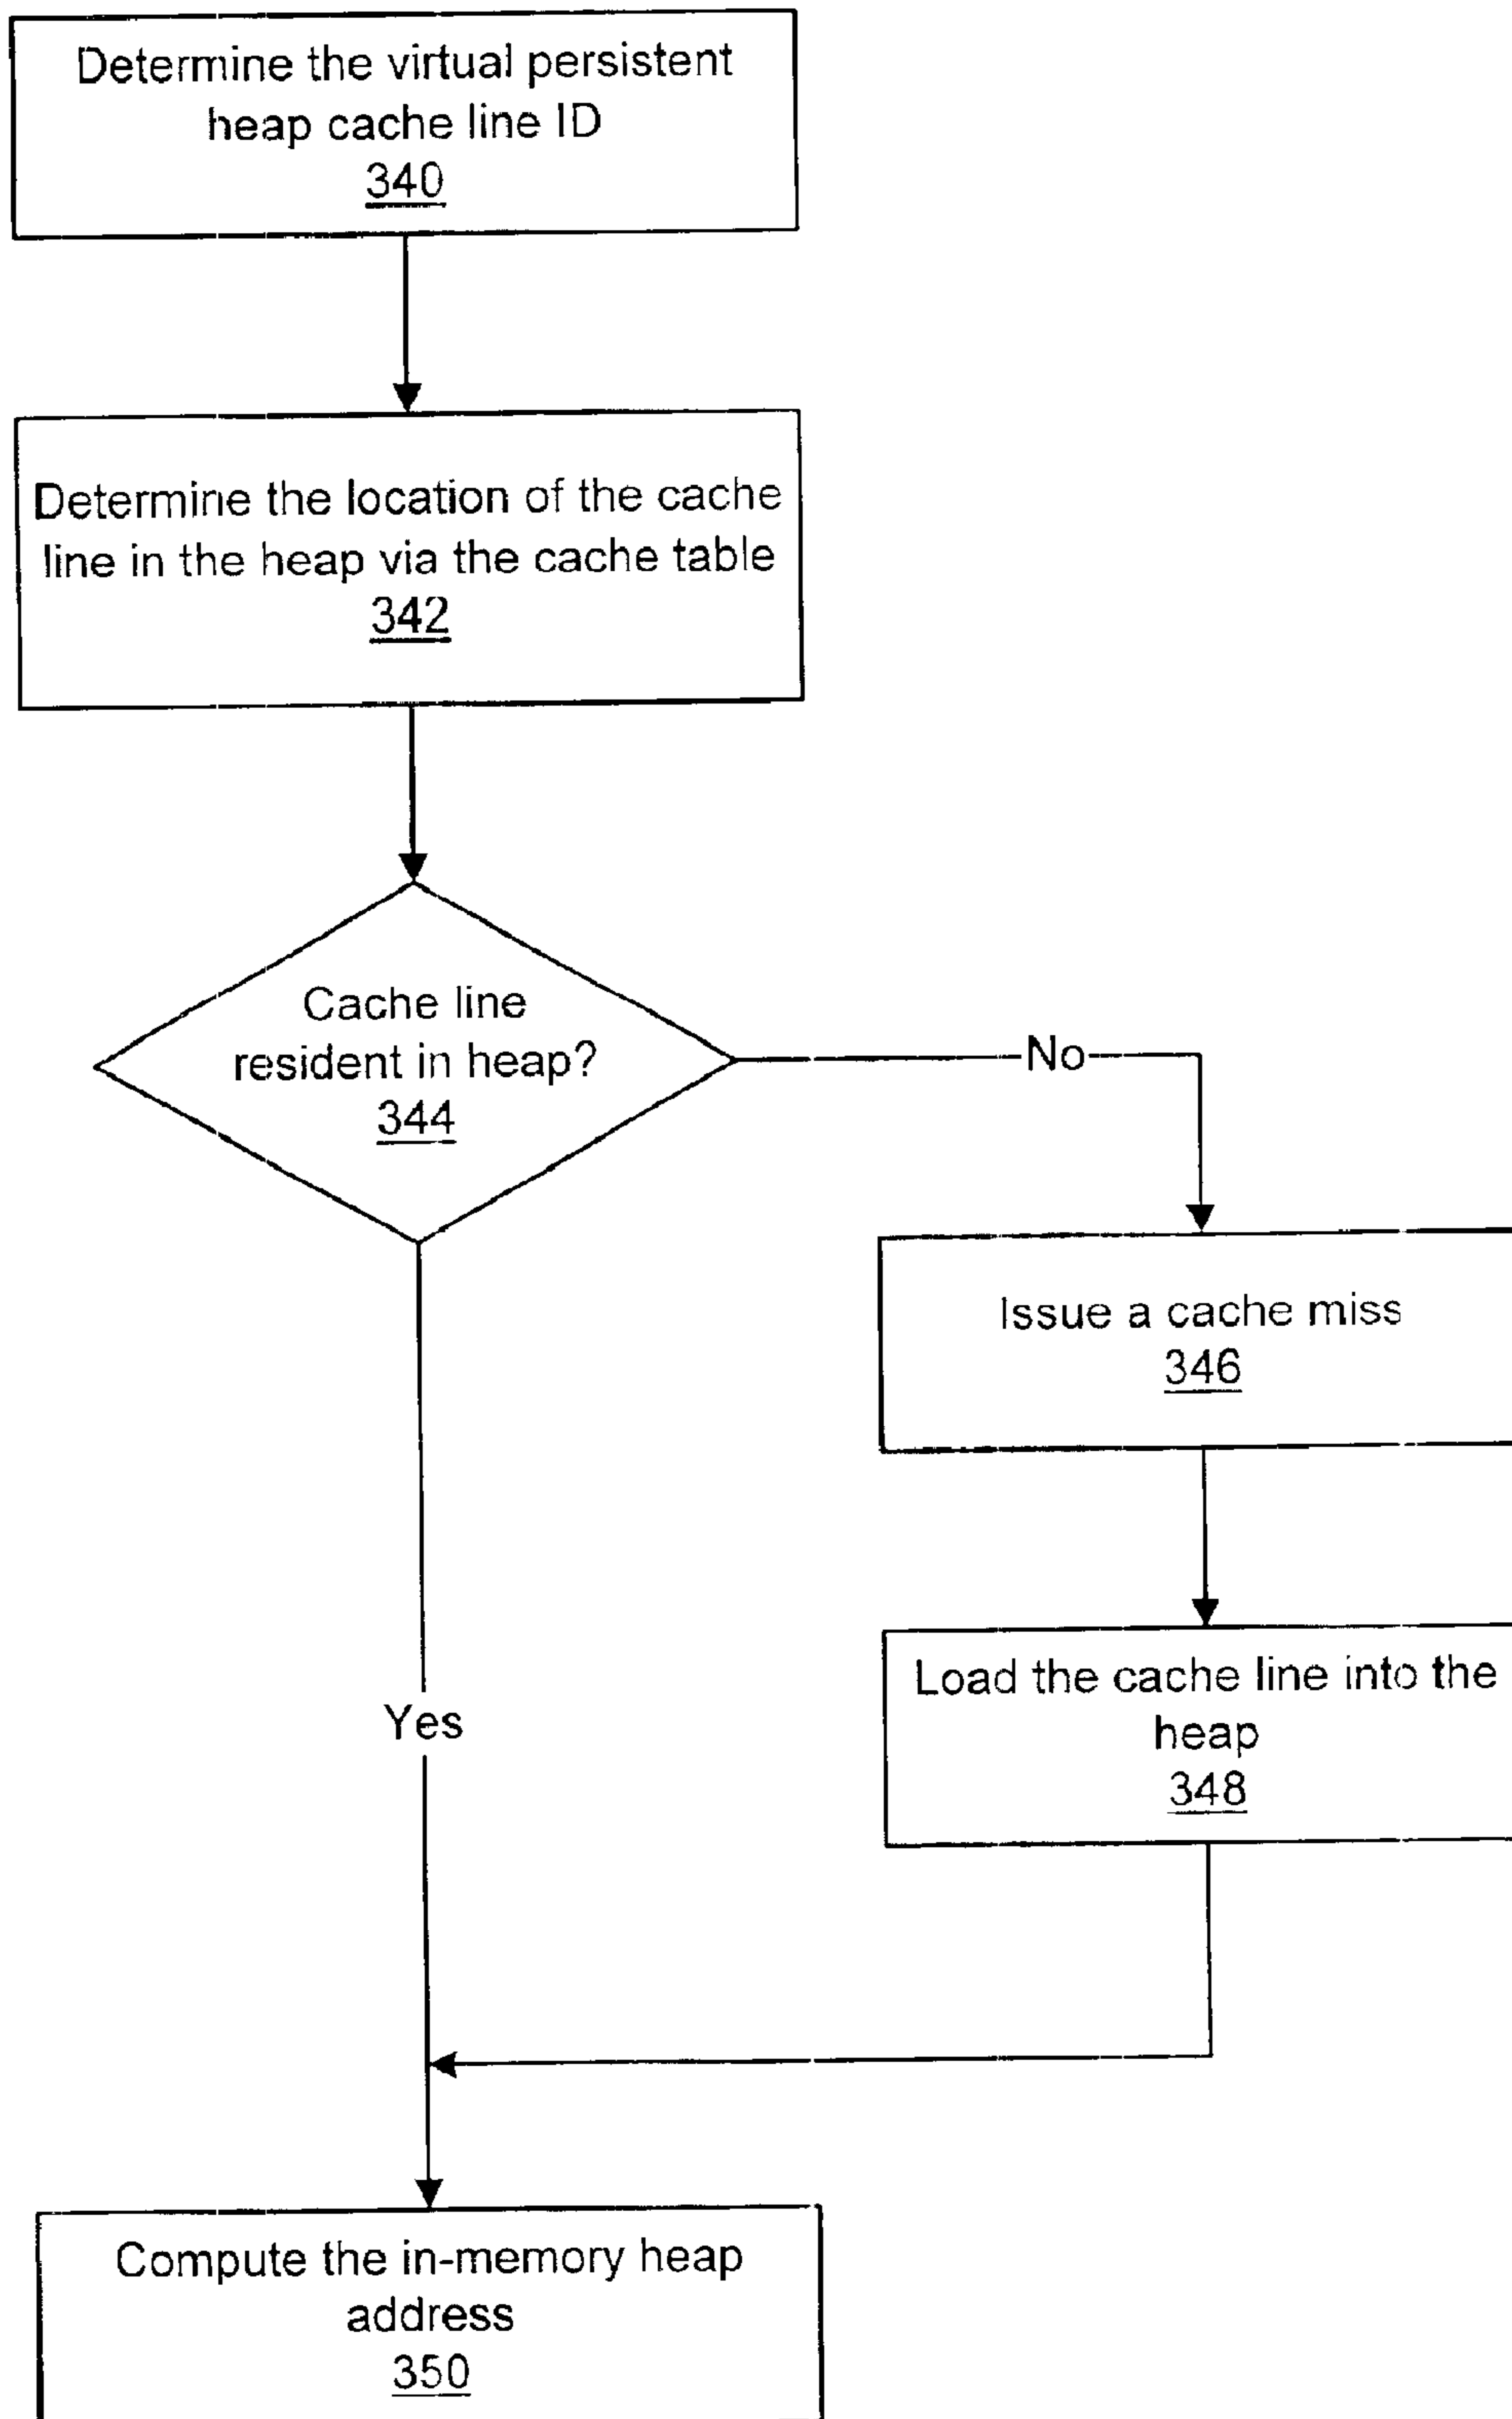 Determine the virtual persistent
heap cache line ID
340
Determine the location of the cache
line in the heap via the cache table
342
Cache line
resident in heap?
344
No
Issue a cache miss
346
Load the cache line into the
heap
348
Yes
Compute the in-memory heap
address
350